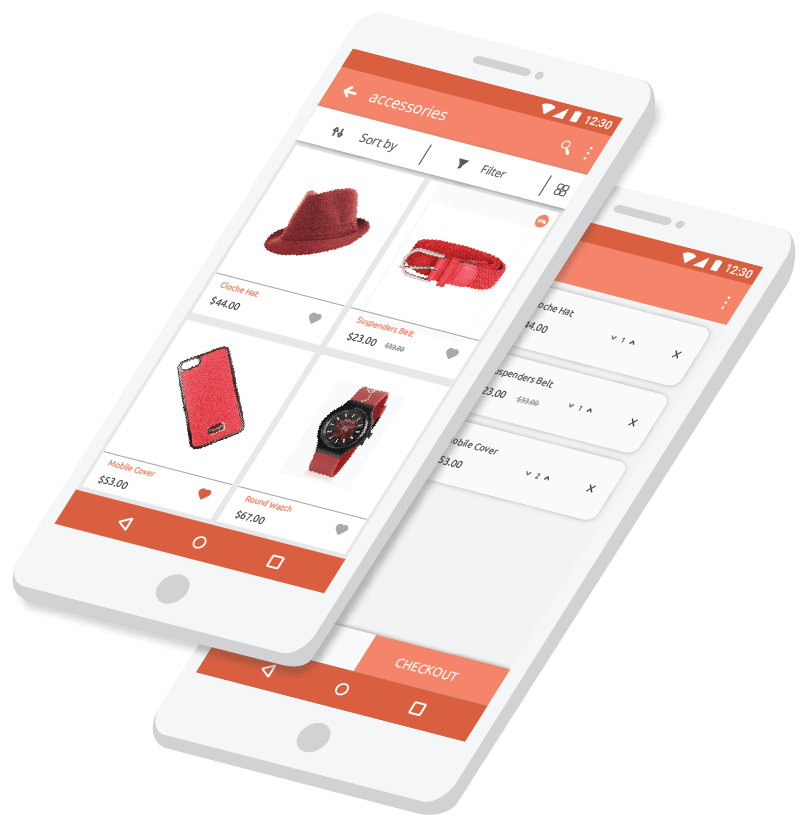 12:30
accessories
Sort by
Filter
Cloche Hat
$44.00
Suspenders Belt
$23.00 $33.00
Mobile Cover
$53.00
Round Watch
$67.00
12:30
oche Hat
44.00
1
X
uspenders Belt
23.00 $33.00
1
X
obile Cover
53.00
2
X
CHECKOUT